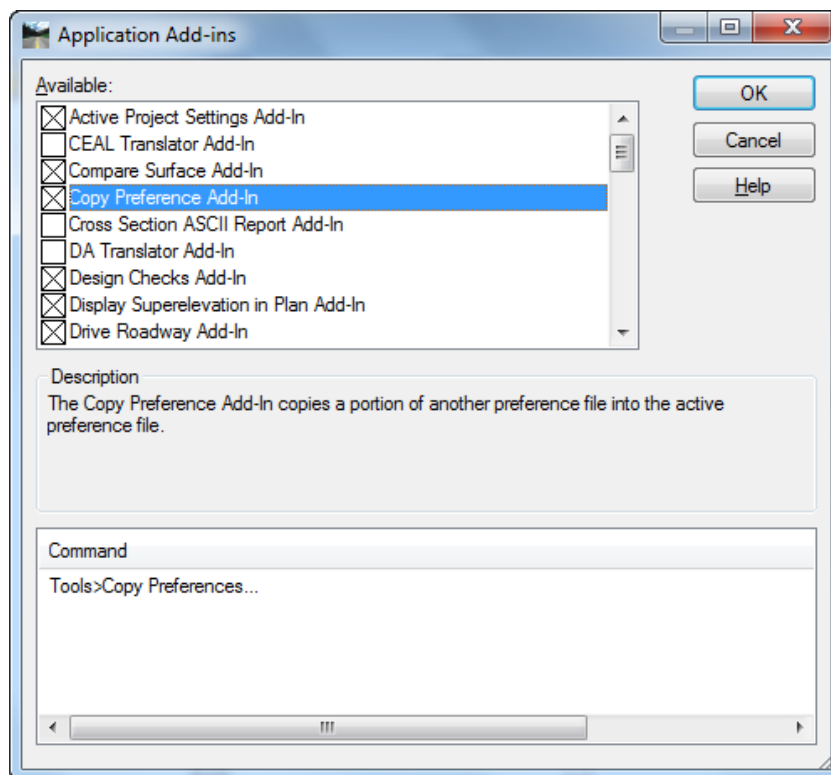 Application Add-ins
Available:
Active Project Settings Add-In
CEAL Translator Add-In
Compare Surface Add-In
Copy Preference Add-In
Cross Section ASCII Report Add-In
DA Translator Add-In
Design Checks Add-In
Display Superelevation in Plan Add-In
Drive Roadway Add-In
OK
Cancel
Help
Description
The Copy Preference Add-In copies a portion of another preference file into the active
preference file.
Command
Tools>Copy Preferences...